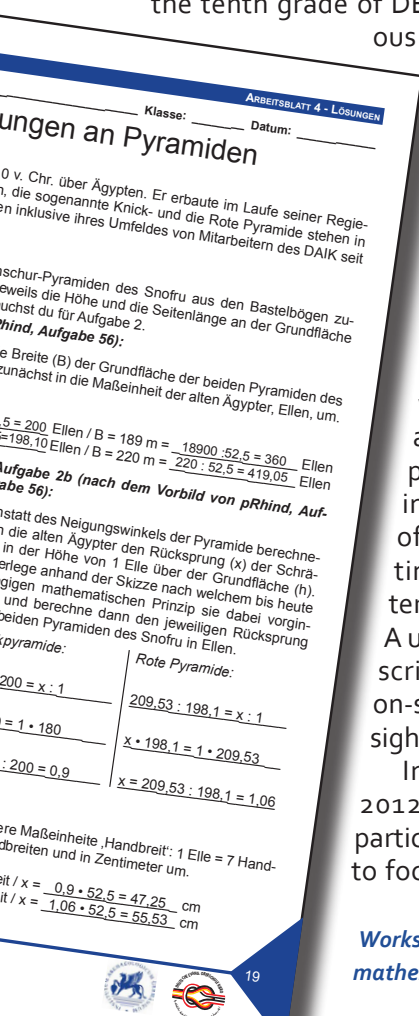 the tenth grade of
ous
ARBEITSBLATT 4 - LÖSUNGEN
Klasse: Datum:
ungen an Pyramiden
0 v. Chr. über Ägypten. Er erbaute im Laufe seiner Regie-
n, die sogenannte Knick- und die Rote Pyramide stehen in
en inklusive ihres Umfeldes von Mitarbeitern des DAIK seit
nschur-Pyramiden des Snofru aus den Bastelbögen zu-
eweils die Höhe und die Seitenlänge an der Grundfläche
uchst du für Aufgabe 2.
Rhind, Aufgabe 56):
e Breite (B) der Grundfläche der beiden Pyramiden des
zunächst in die Maßeinheit der alten Ägypter, Ellen, um.
,5 = 200 Ellen / B = 189 m = 18900 :52,5 = 360 Ellen
5=198,10 Ellen / B = 220 m = 220 : 52,5 = 419,05 Ellen
Aufgabe 2b (nach dem Vorbild von pRhind, Auf-
abe 56):
nstatt des Neigungswinkels der Pyramide berechne-
n die alten Ägypter den Rücksprung (x) der Schrä-
in der Höhe von 1 Elle über der Grundfläche (h).
erlege anhand der Skizze nach welchem bis heute
gigen mathematischen Prinzip sie dabei vorgin-
und berechne dann den jeweiligen Rücksprung
beiden Pyramiden des Snofru in Ellen.
kpyramide: Rote Pyramide:
200 = x : 1 209,53 : 198,1 = x : 1
0 = 1 • 180 x • 198,1 = 1 • 209,53
: 200 = 0,9 x = 209,53 : 198,1 = 1,06
ere Maßeinheite ‚Handbreit‘: 1 Elle = 7 Hand-
dbreiten und in Zentimeter um.
eit / x = 0,9 • 52,5 = 47,25 cm
it / x = 1,06 • 52,5 = 55,53 cm
19
a
p
in
of
tin
ter
A u
scri
on-s
sigh
In
2012
partic
to foc
Works
mathe